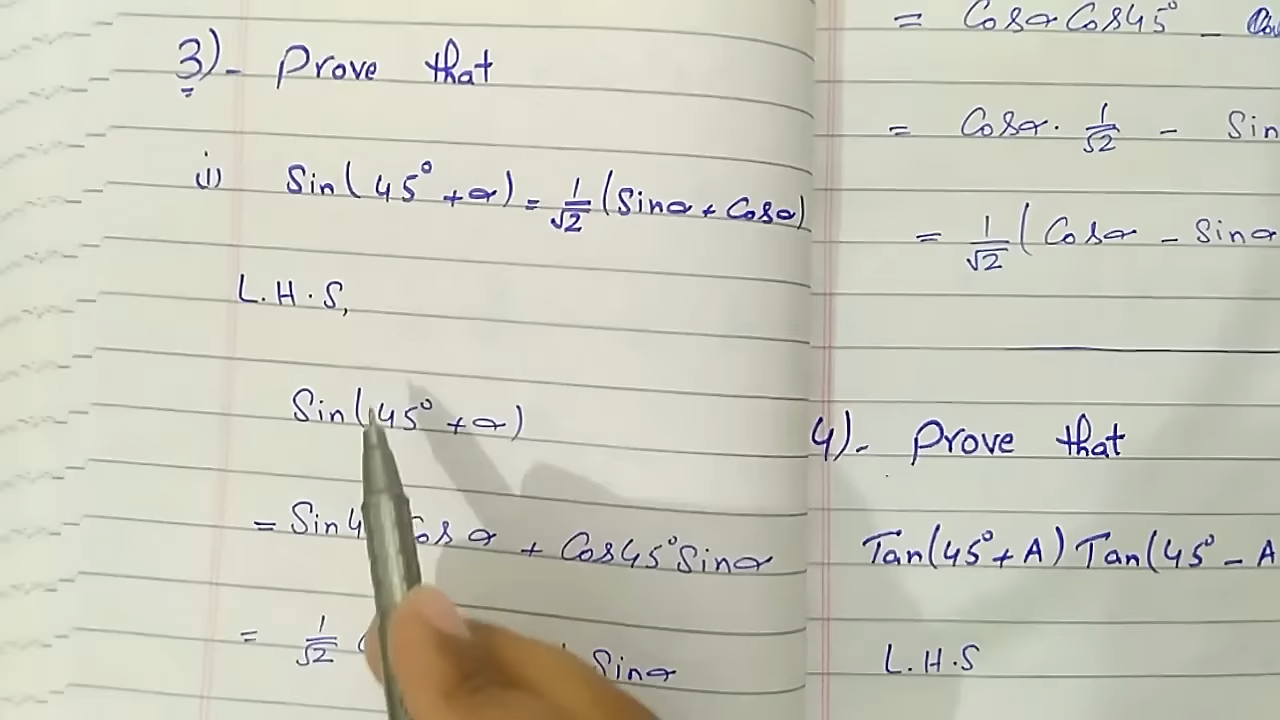 3)- Prove that
(i) Sin(45° + α) = 1/√2 (Sinα + Cosα)
L.H.S,
Sin(45° + α)
= Sin4 Cos α + Cos45° Sinα
= 1/√2 Sinα
= Cosα Cos45° -
= Cosα · 1/√2 - Sin
= 1/√2 (Cosα - Sinα
4)- Prove that
Tan(45° + A) Tan(45° - A
L.H.S